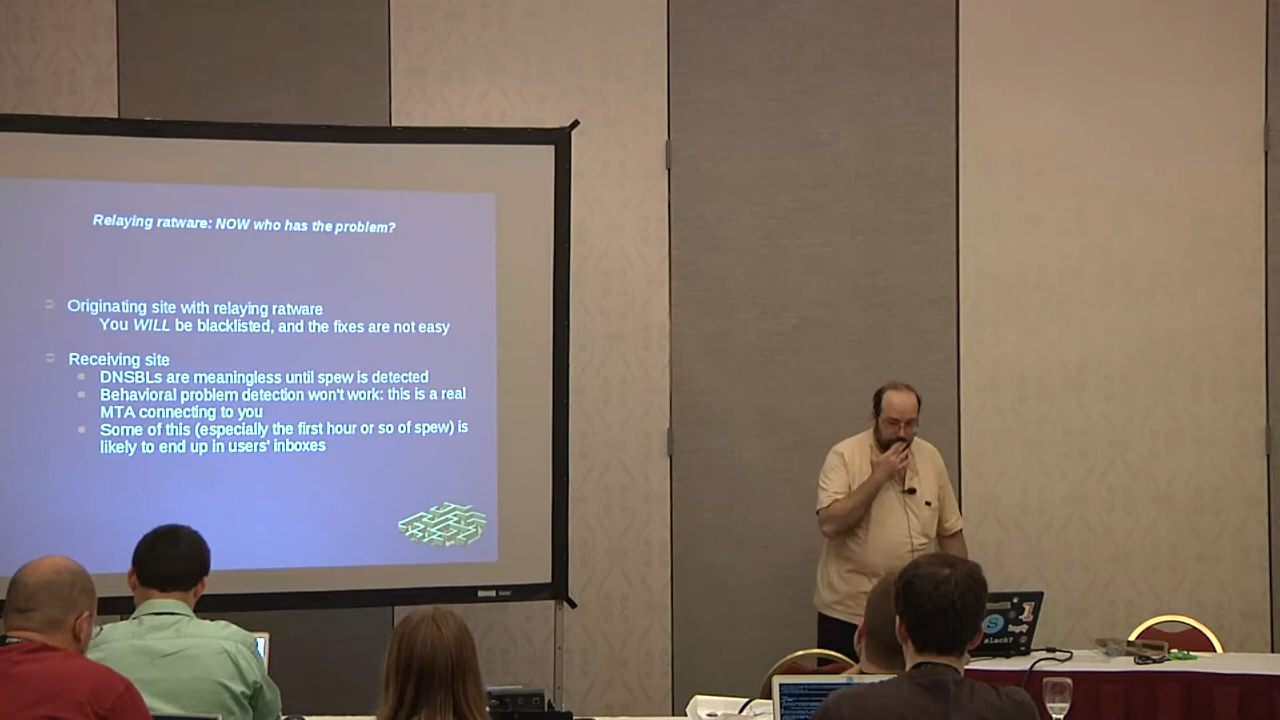 Relaying ratware: NOW who has the problem?
Originating site with relaying ratware
You WILL be blacklisted, and the fixes are not easy
Receiving site
DNSBLs are meaningless until spew is detected
Behavioral problem detection won't work: this is a real
MTA connecting to you
Some of this (especially the first hour or so of spew) is
likely to end up in users' inboxes
slack?